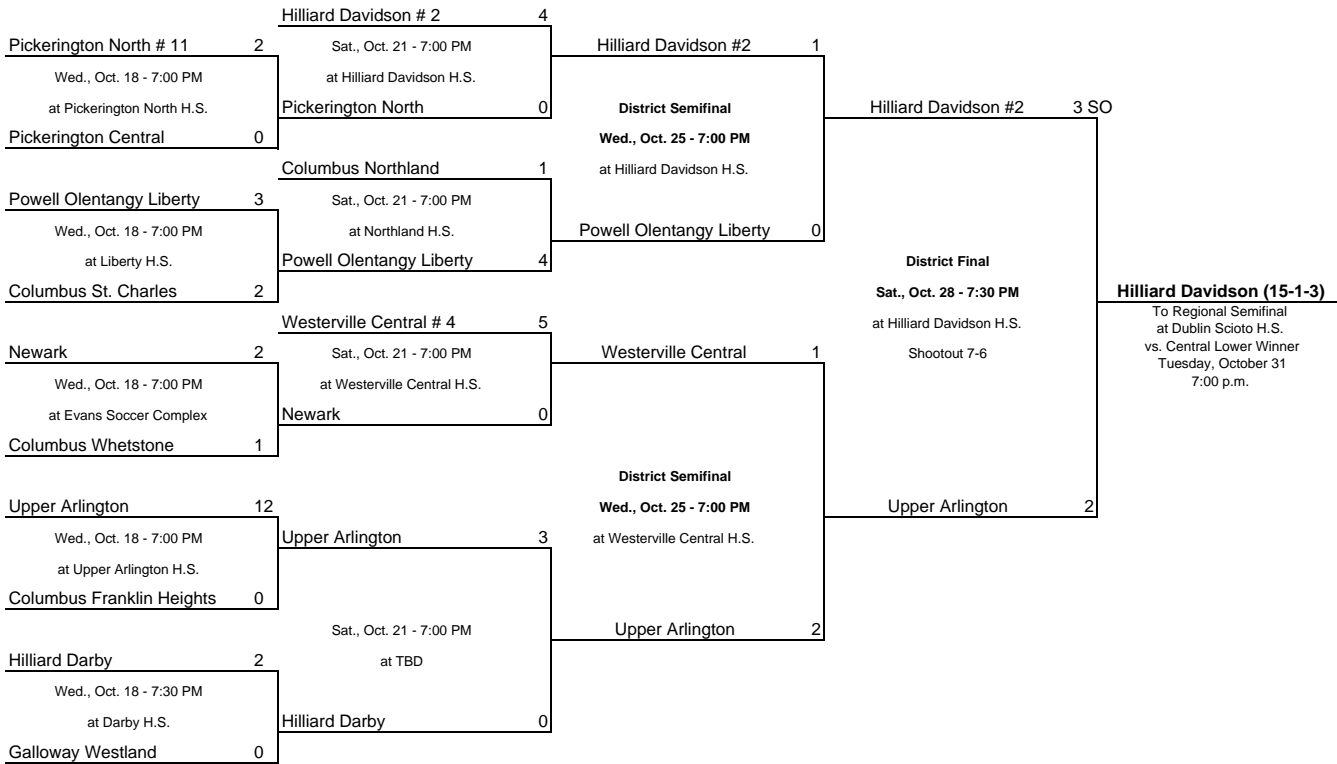 Hilliard Davidson # 2 4
Pickerington North # 11 2
Sat., Oct. 21 - 7:00 PM
Hilliard Davidson #2 1
Wed., Oct. 18 - 7:00 PM
at Hilliard Davidson H.S.
at Pickerington North H.S.
Pickerington North 0
District Semifinal
Hilliard Davidson #2 3 SO
Pickerington Central 0
Wed., Oct. 25 - 7:00 PM
Columbus Northland 1
at Hilliard Davidson H.S.
Powell Olentangy Liberty 3
Sat., Oct. 21 - 7:00 PM
Wed., Oct. 18 - 7:00 PM
at Northland H.S.
Powell Olentangy Liberty 0
at Liberty H.S.
Powell Olentangy Liberty 4
District Final
Columbus St. Charles 2
Sat., Oct. 28 - 7:30 PM
Hilliard Davidson (15-1-3)
To Regional Semifinal
at Dublin Scioto H.S.
vs. Central Lower Winner
Tuesday, October 31
7:00 p.m.
Westerville Central # 4 5
at Hilliard Davidson H.S.
Newark 2
Sat., Oct. 21 - 7:00 PM
Westerville Central 1
Shootout 7-6
Wed., Oct. 18 - 7:00 PM
at Westerville Central H.S.
at Evans Soccer Complex
Newark 0
Columbus Whetstone 1
District Semifinal
Upper Arlington 12
Wed., Oct. 25 - 7:00 PM
Upper Arlington 2
Wed., Oct. 18 - 7:00 PM
Upper Arlington 3
at Westerville Central H.S.
at Upper Arlington H.S.
Columbus Franklin Heights 0
Sat., Oct. 21 - 7:00 PM
Upper Arlington 2
Hilliard Darby 2
at TBD
Wed., Oct. 18 - 7:30 PM
at Darby H.S.
Hilliard Darby 0
Galloway Westland 0